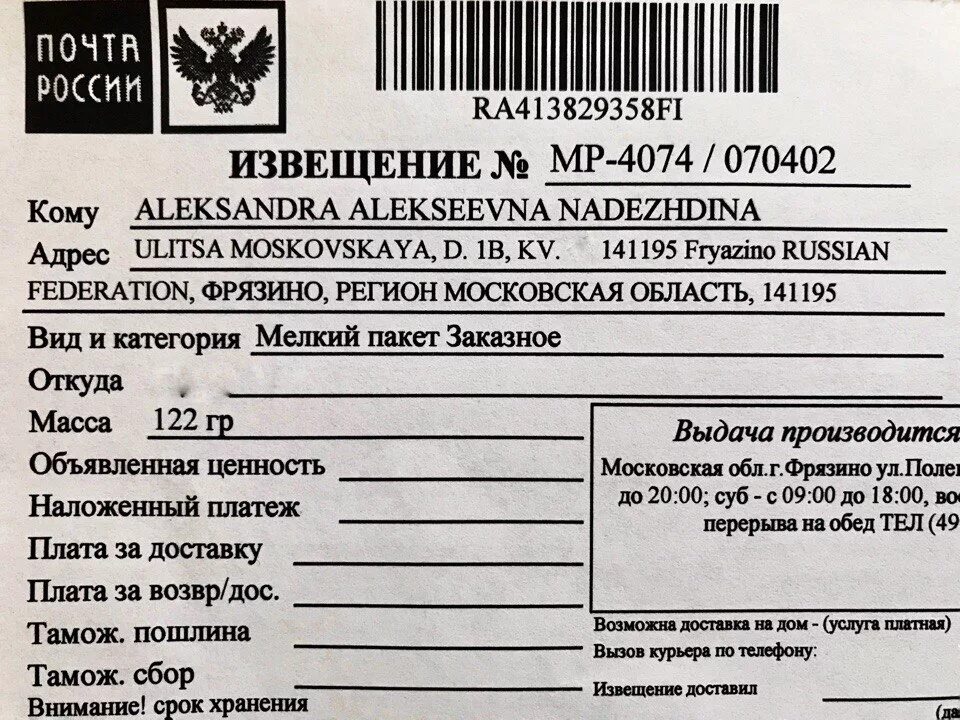 ПОЧТА
РОССИИ
RA413829358FI
ИЗВЕЩЕНИЕ № МР-4074 / 070402
Кому ALEKSANDRA ALEKSEEVNA NADEZHDINA
Адрес ULITSA MOSKOVSKAYA, D. 1B, KV. 141195 Fryazino RUSSIAN
FEDERATION, ФРЯЗИНО, РЕГИОН МОСКОВСКАЯ ОБЛАСТЬ, 141195
Вид и категория Мелкий пакет Заказное
Откуда
Масса 122 гр
Объявленная ценность
Наложенный платеж
Плата за доставку
Плата за возвр/дос.
Тамож. пошлина
Тамож. сбор
Внимание! срок хранения
Выдача производится
Московская обл.г.Фрязино ул.Поле
до 20:00; суб - с 09:00 до 18:00, вос
перерыва на обед ТЕЛ (49
Возможна доставка на дом - (услуга платная)
Вызов курьера по телефону:
Извещение доставил